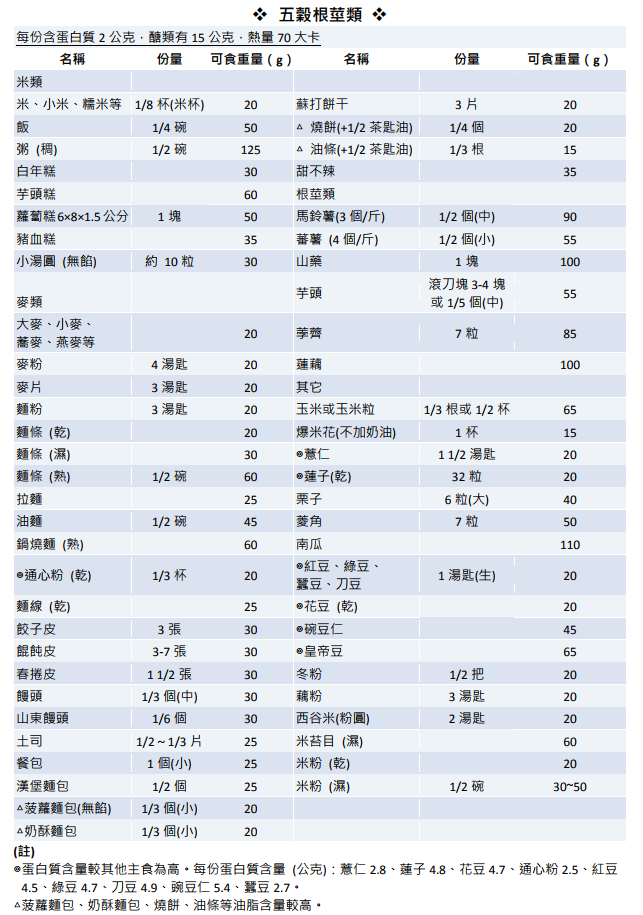 ❖ 五穀根莖類 ❖
每份含蛋白質 2 公克，醣類有 15 公克，熱量 70 大卡
名稱 份量 可食重量（g） 名稱 份量 可食重量（g）
米類
米、小米、糯米等 1/8 杯(米杯) 20 蘇打餅干 3 片 20
飯 1/4 碗 50 △ 燒餅(+1/2 茶匙油) 1/4 個 20
粥 (稠) 1/2 碗 125 △ 油條(+1/2 茶匙油) 1/3 根 15
白年糕 30 甜不辣 35
芋頭糕 60 根莖類
蘿蔔糕 6×8×1.5 公分 1 塊 50 馬鈴薯(3 個/斤) 1/2 個(中) 90
豬血糕 35 蕃薯 (4 個/斤) 1/2 個(小) 55
小湯圓 (無餡) 約 10 粒 30 山藥 1 塊 100
麥類 芋頭 滾刀塊 3-4 塊
或 1/5 個(中) 55
大麥、小麥、
蕎麥、燕麥等 20 荸薺 7 粒 85
麥粉 4 湯匙 20 蓮藕 100
麥片 3 湯匙 20 其它
麵粉 3 湯匙 20 玉米或玉米粒 1/3 根或 1/2 杯 65
麵條 (乾) 20 爆米花(不加奶油) 1 杯 15
麵條 (濕) 30 ⊙薏仁 1 1/2 湯匙 20
麵條 (熟) 1/2 碗 60 ⊙蓮子(乾) 32 粒 20
拉麵 25 栗子 6 粒(大) 40
油麵 1/2 碗 45 菱角 7 粒 50
鍋燒麵 (熟) 60 南瓜 110
⊙通心粉 (乾) 1/3 杯 20 ⊙紅豆、綠豆、
蠶豆、刀豆 1 湯匙(生) 20
麵線 (乾) 25 ⊙花豆 (乾) 20
餃子皮 3 張 30 ⊙碗豆仁 45
餛飩皮 3-7 張 30 ⊙皇帝豆 65
春捲皮 1 1/2 張 30 冬粉 1/2 把 20
饅頭 1/3 個(中) 30 藕粉 3 湯匙 20
山東饅頭 1/6 個 30 西谷米(粉圓) 2 湯匙 20
土司 1/2～1/3 片 25 米苔目 (濕) 60
餐包 1 個(小) 25 米粉 (乾) 20
漢堡麵包 1/2 個 25 米粉 (濕) 1/2 碗 30~50
△菠蘿麵包(無餡) 1/3 個(小) 20
△奶酥麵包 1/3 個(小) 20
(註)
⊙蛋白質含量較其他主食為高。每份蛋白質含量 (公克)：薏仁 2.8、蓮子 4.8、花豆 4.7、通心粉 2.5、紅豆
4.5、綠豆 4.7、刀豆 4.9、豌豆仁 5.4、蠶豆 2.7。
△菠蘿麵包、奶酥麵包、燒餅、油條等油脂含量較高。